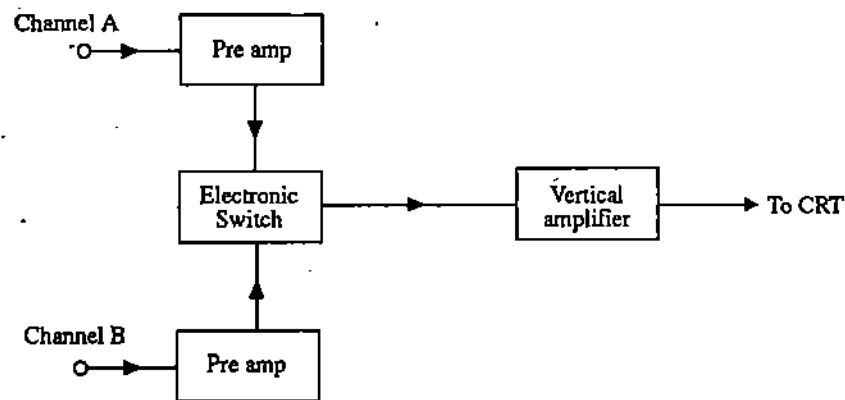 Channel A
Pre amp
Electronic
Switch
Vertical
amplifier
To CRT
Channel B
Pre amp